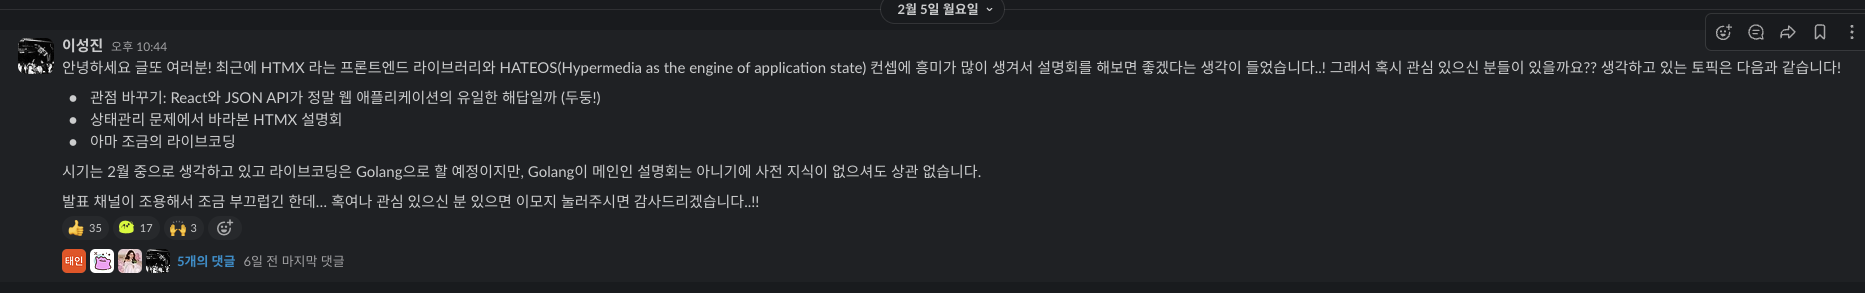 2월 5일 월요일
이성진 오후 10:44
안녕하세요 글또 여러분! 최근에 HTMX 라는 프론트엔드 라이브러리와 HATEOS(Hypermedia as the engine of application state) 컨셉에 흥미가 많이 생겨서 설명회를 해보면 좋겠다는 생각이 들었습니다..! 그래서 혹시 관심 있으신 분들이 있을까요?? 생각하고 있는 토픽은 다음과 같습니다!
● 관점 바꾸기: React와 JSON API가 정말 웹 애플리케이션의 유일한 해답일까 (두둥!)
● 상태관리 문제에서 바라본 HTMX 설명회
● 아마 조금의 라이브코딩
시기는 2월 중으로 생각하고 있고 라이브코딩은 Golang으로 할 예정이지만, Golang이 메인인 설명회는 아니기에 사전 지식이 없으셔도 상관 없습니다.
발표 채널이 조용해서 조금 부끄럽긴 한데... 혹여나 관심 있으신 분 있으면 이모지 눌러주시면 감사드리겠습니다..!!
👍 35 17 🙌 3
태인 5개의 댓글 6일 전 마지막 댓글